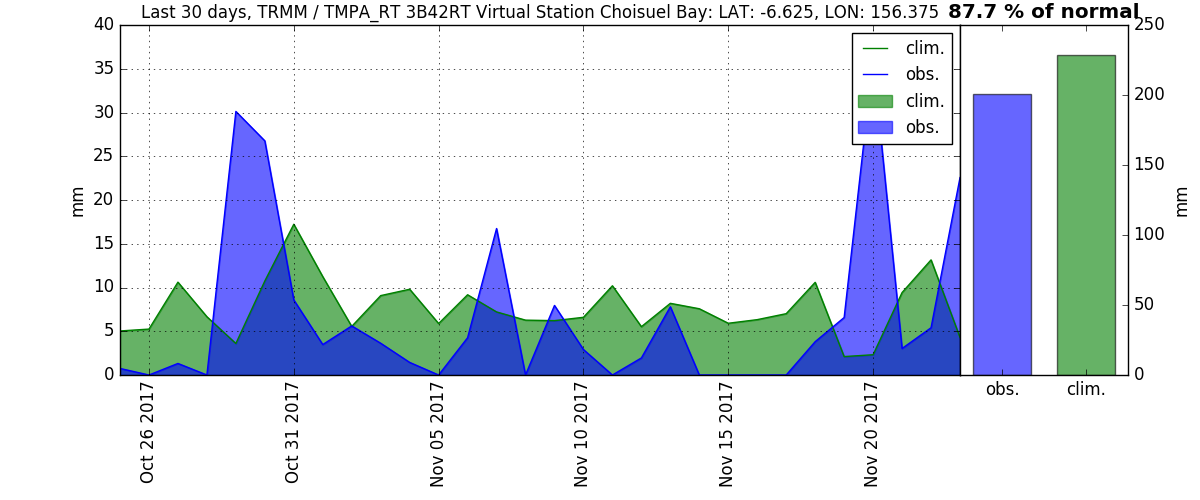 Last 30 days, TRMM / TMPA_RT 3B42RT Virtual Station Choisuel Bay: LAT: -6.625, LON: 156.375
87.7 % of normal
40
35
30
25
20
15
10
5
0
mm
clim.
obs.
clim.
obs.
Oct 26 2017
Oct 31 2017
Nov 05 2017
Nov 10 2017
Nov 15 2017
Nov 20 2017
250
200
150
100
50
0
mm
obs.
clim.